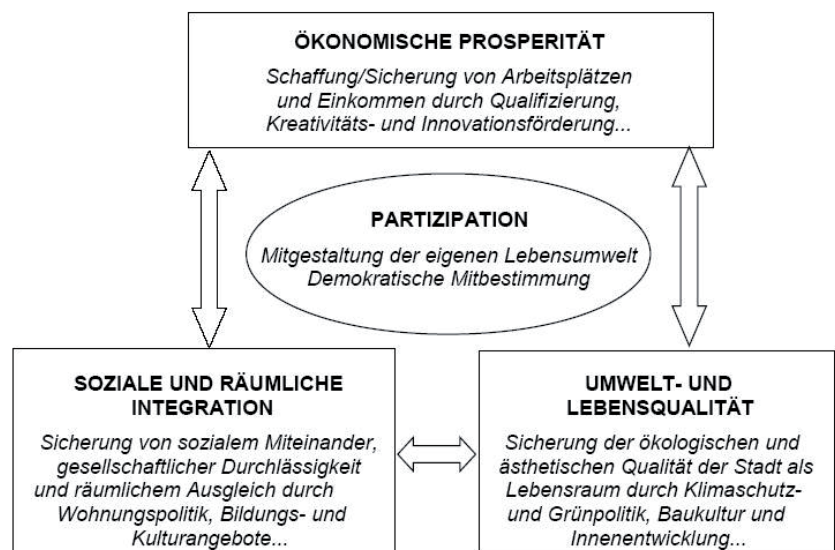 ÖKONOMISCHE PROSPERITÄT
Schaffung/Sicherung von Arbeitsplätzen
und Einkommen durch Qualifizierung,
Kreativitäts- und Innovationsförderung...
PARTIZIPATION
Mitgestaltung der eigenen Lebensumwelt
Demokratische Mitbestimmung
SOZIALE UND RÄUMLICHE
INTEGRATION
Sicherung von sozialem Miteinander,
gesellschaftlicher Durchlässigkeit
und räumlichem Ausgleich durch
Wohnungspolitik, Bildungs- und
Kulturangebote...
UMWELT- UND
LEBENSQUALITÄT
Sicherung der ökologischen und
ästhetischen Qualität der Stadt als
Lebensraum durch Klimaschutz-
und Grünpolitik, Baukultur und
Innenentwicklung...